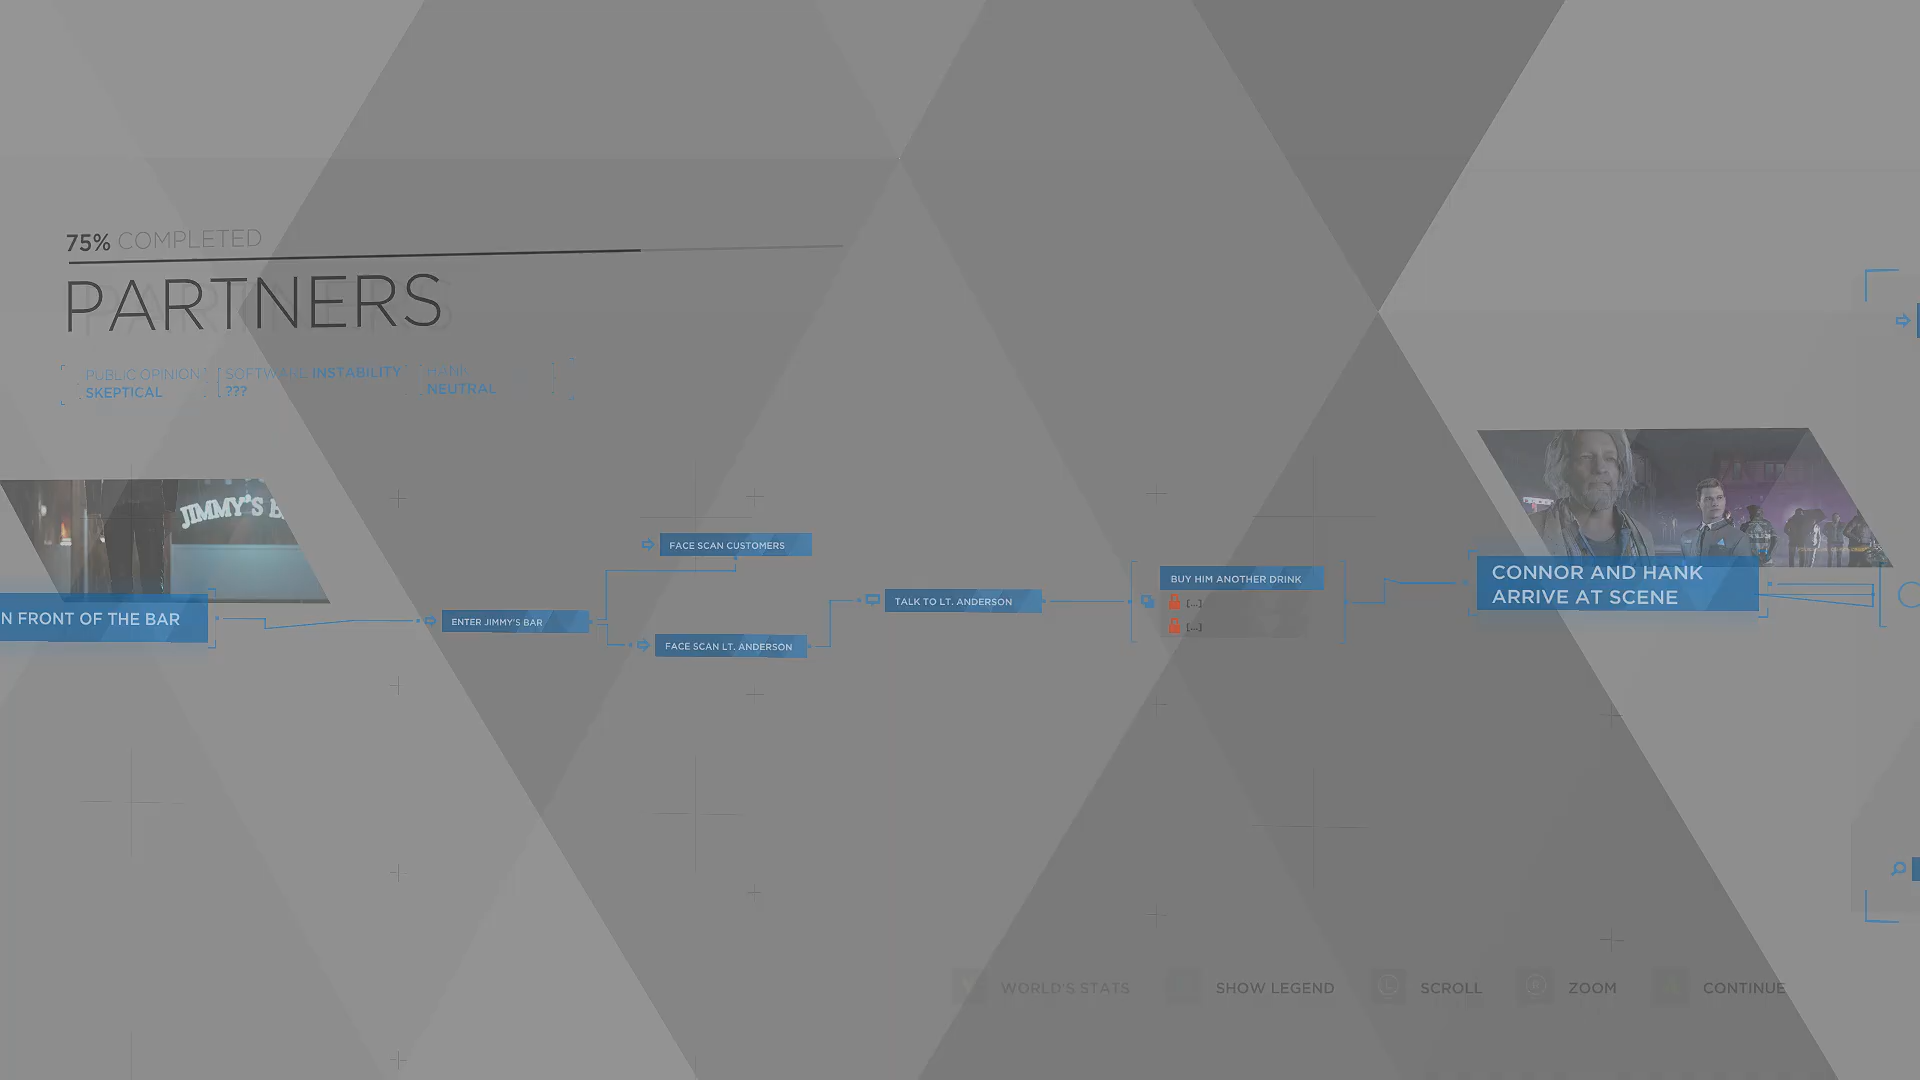 75% COMPLETED
PARTNERS
PUBLIC OPINION
SKEPTICAL
SOFTWARE INSTABILITY
???
HANK
NEUTRAL
JIMMY'S B
N FRONT OF THE BAR
ENTER JIMMY'S BAR
FACE SCAN CUSTOMERS
FACE SCAN LT. ANDERSON
TALK TO LT. ANDERSON
BUY HIM ANOTHER DRINK
[...]
[...]
CONNOR AND HANK
ARRIVE AT SCENE
WORLD'S STATS
SHOW LEGEND
SCROLL
ZOOM
CONTINUE